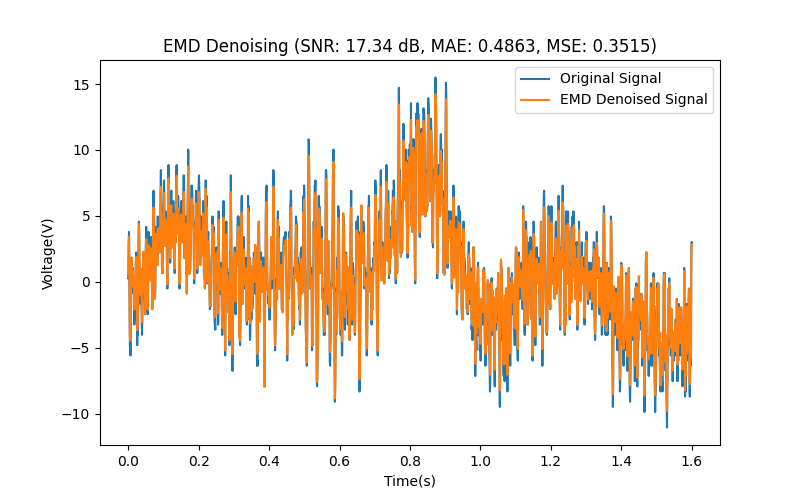 EMD Denoising (SNR: 17.34 dB, MAE: 0.4863, MSE: 0.3515)
Original Signal
EMD Denoised Signal
Voltage(V)
15
10
5
0
−5
−10
0.0 0.2 0.4 0.6 0.8 1.0 1.2 1.4 1.6
Time(s)